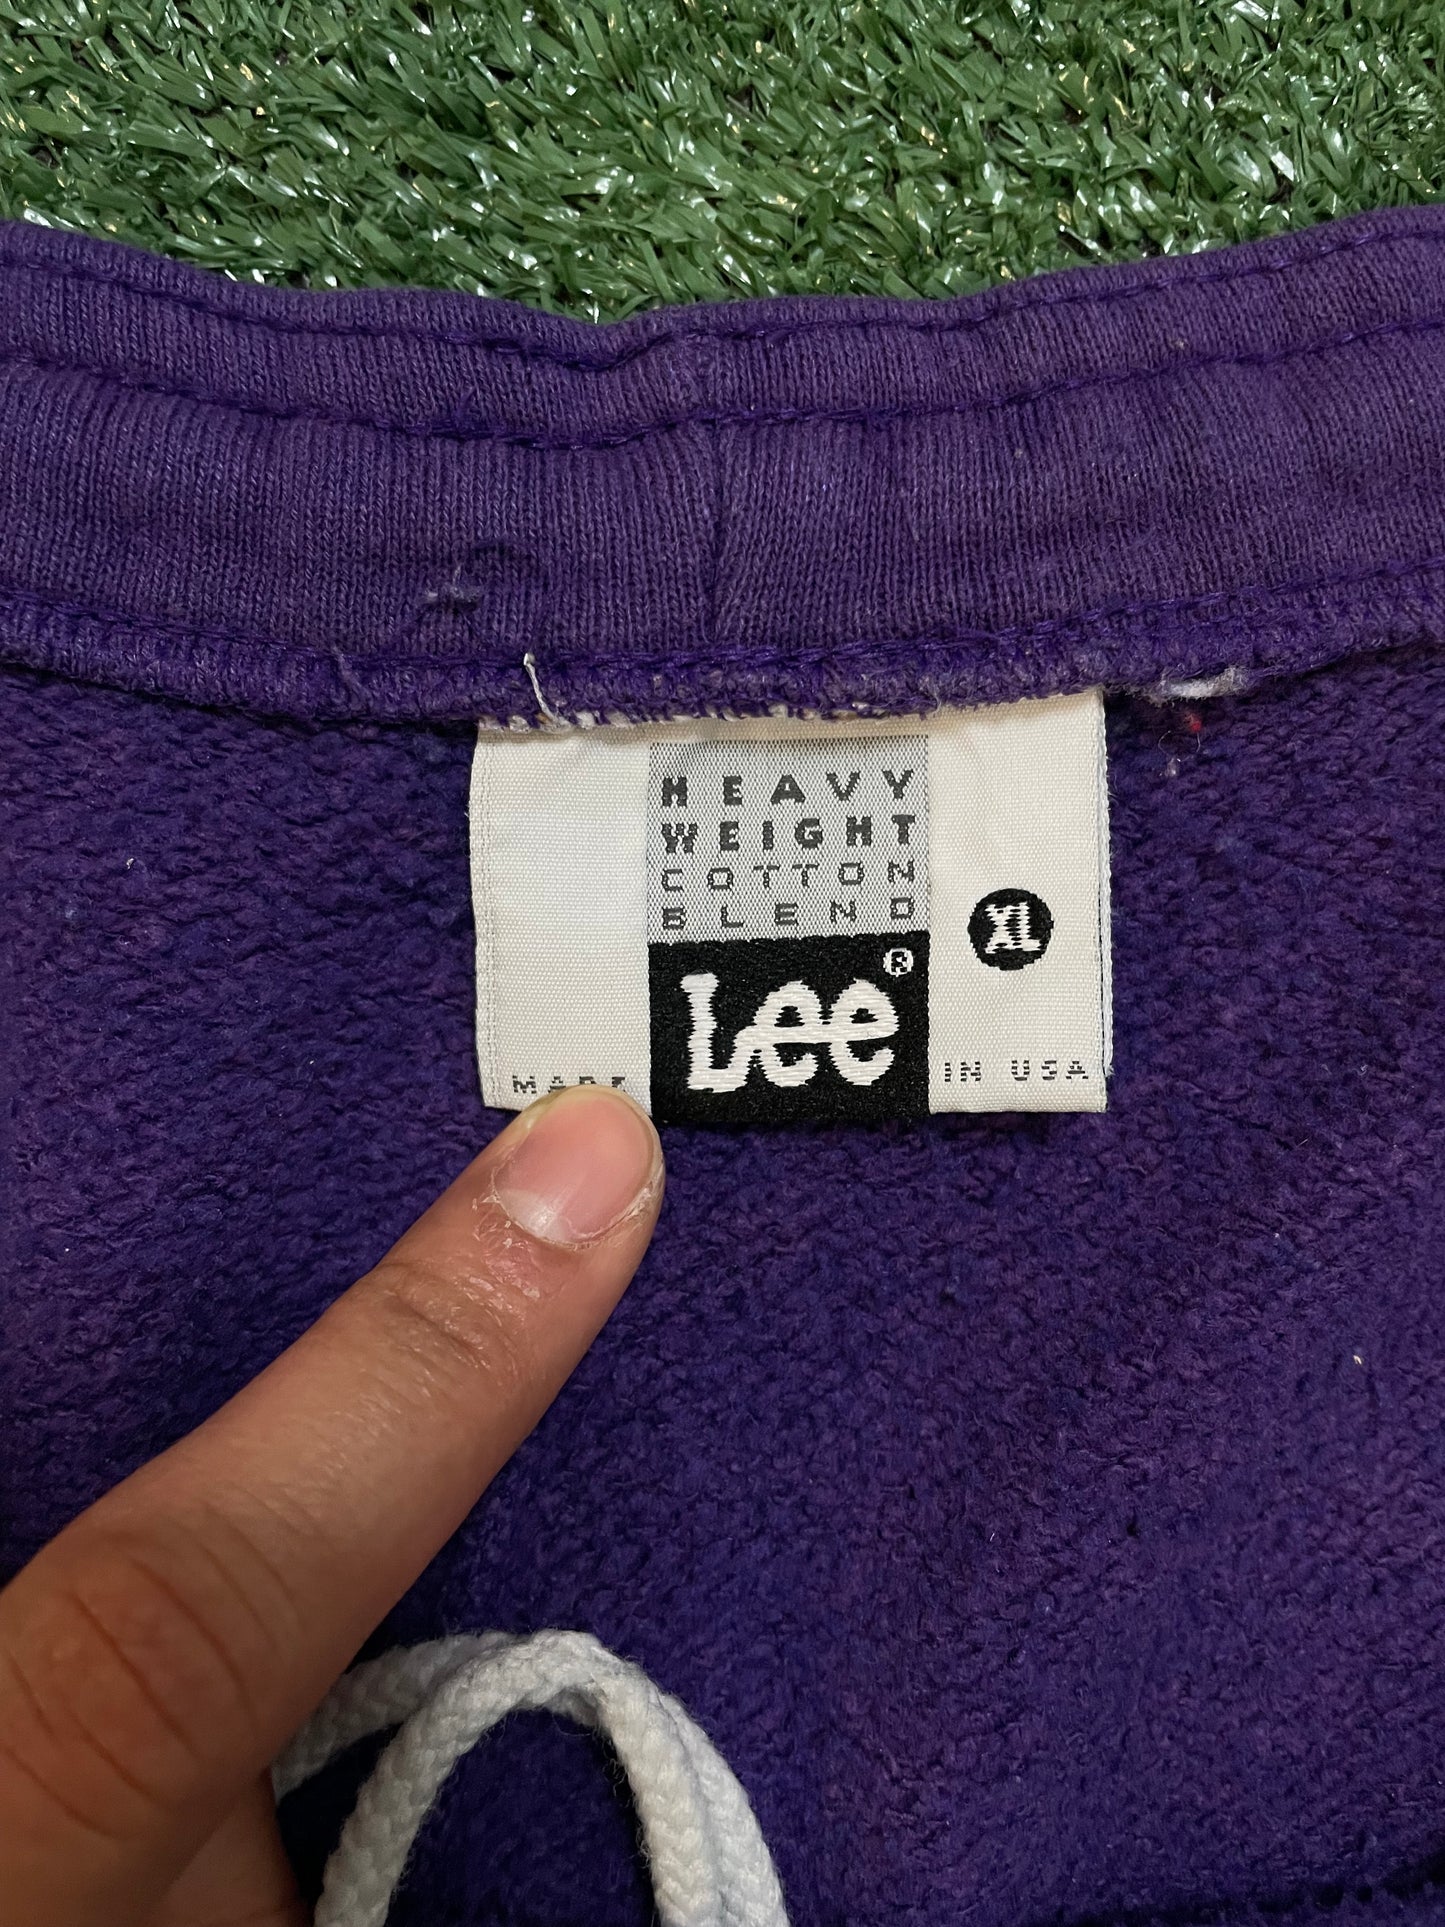 HEAVY
WEIGHT
COTTON
BLEND
Lee®
XL
MADE IN USA